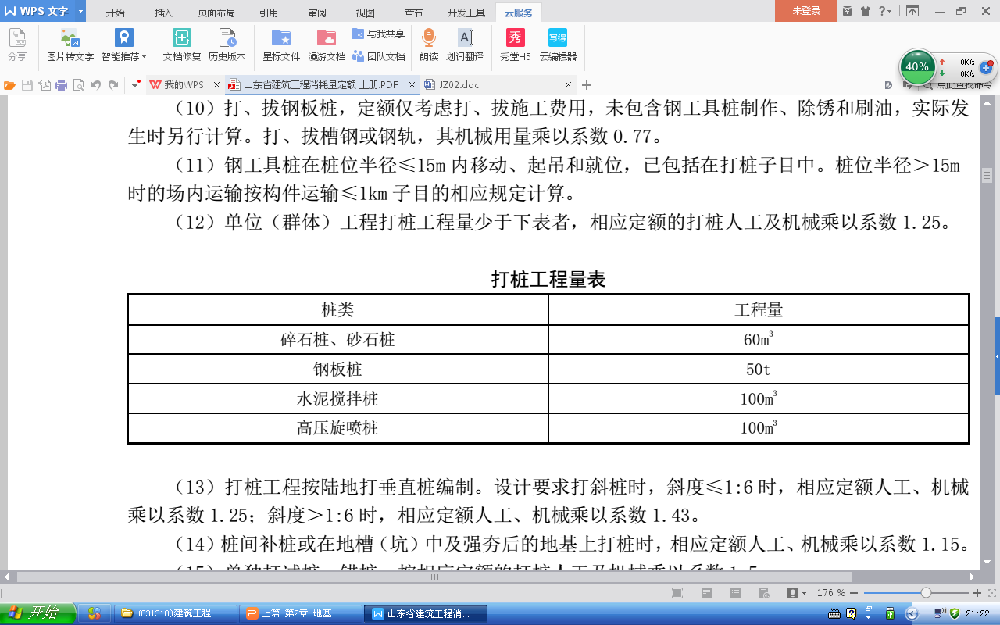 WPS 文字
开始 插入 页面布局 引用 审阅 视图 章节 开发工具 云服务
未登录
分享 图片转文字 智能推荐 文档修复 历史版本 星标文件 漫游文档 与我共享 团队文档 朗读 划词翻译 秀堂H5 云编辑器
秀 写得
40% 0K/s
0K/s
我的WPS 山东省建筑工程消耗量定额 上册.PDF JZ02.doc
点此查找命令
（10）打、拔钢板桩，定额仅考虑打、拔施工费用，未包含钢工具桩制作、除锈和刷油，实际发
生时另行计算。打、拔槽钢或钢轨，其机械用量乘以系数0.77。
（11）钢工具桩在桩位半径≤15m内移动、起吊和就位，已包括在打桩子目中。桩位半径＞15m
时的场内运输按构件运输≤1km子目的相应规定计算。
（12）单位（群体）工程打桩工程量少于下表者，相应定额的打桩人工及机械乘以系数1.25。
打桩工程量表
桩类 工程量
碎石桩、砂石桩 60m³
钢板桩 50t
水泥搅拌桩 100m³
高压旋喷桩 100m³
（13）打桩工程按陆地打垂直桩编制。设计要求打斜桩时，斜度≤1:6时，相应定额人工、机械
乘以系数1.25；斜度＞1:6时，相应定额人工、机械乘以系数1.43。
（14）桩间补桩或在地槽（坑）中及强夯后的地基上打桩时，相应定额人工、机械乘以系数1.15。
176 %
开始 (031318)建筑工程... 上篇 第2章 地基... 山东省建筑工程消... 21:22